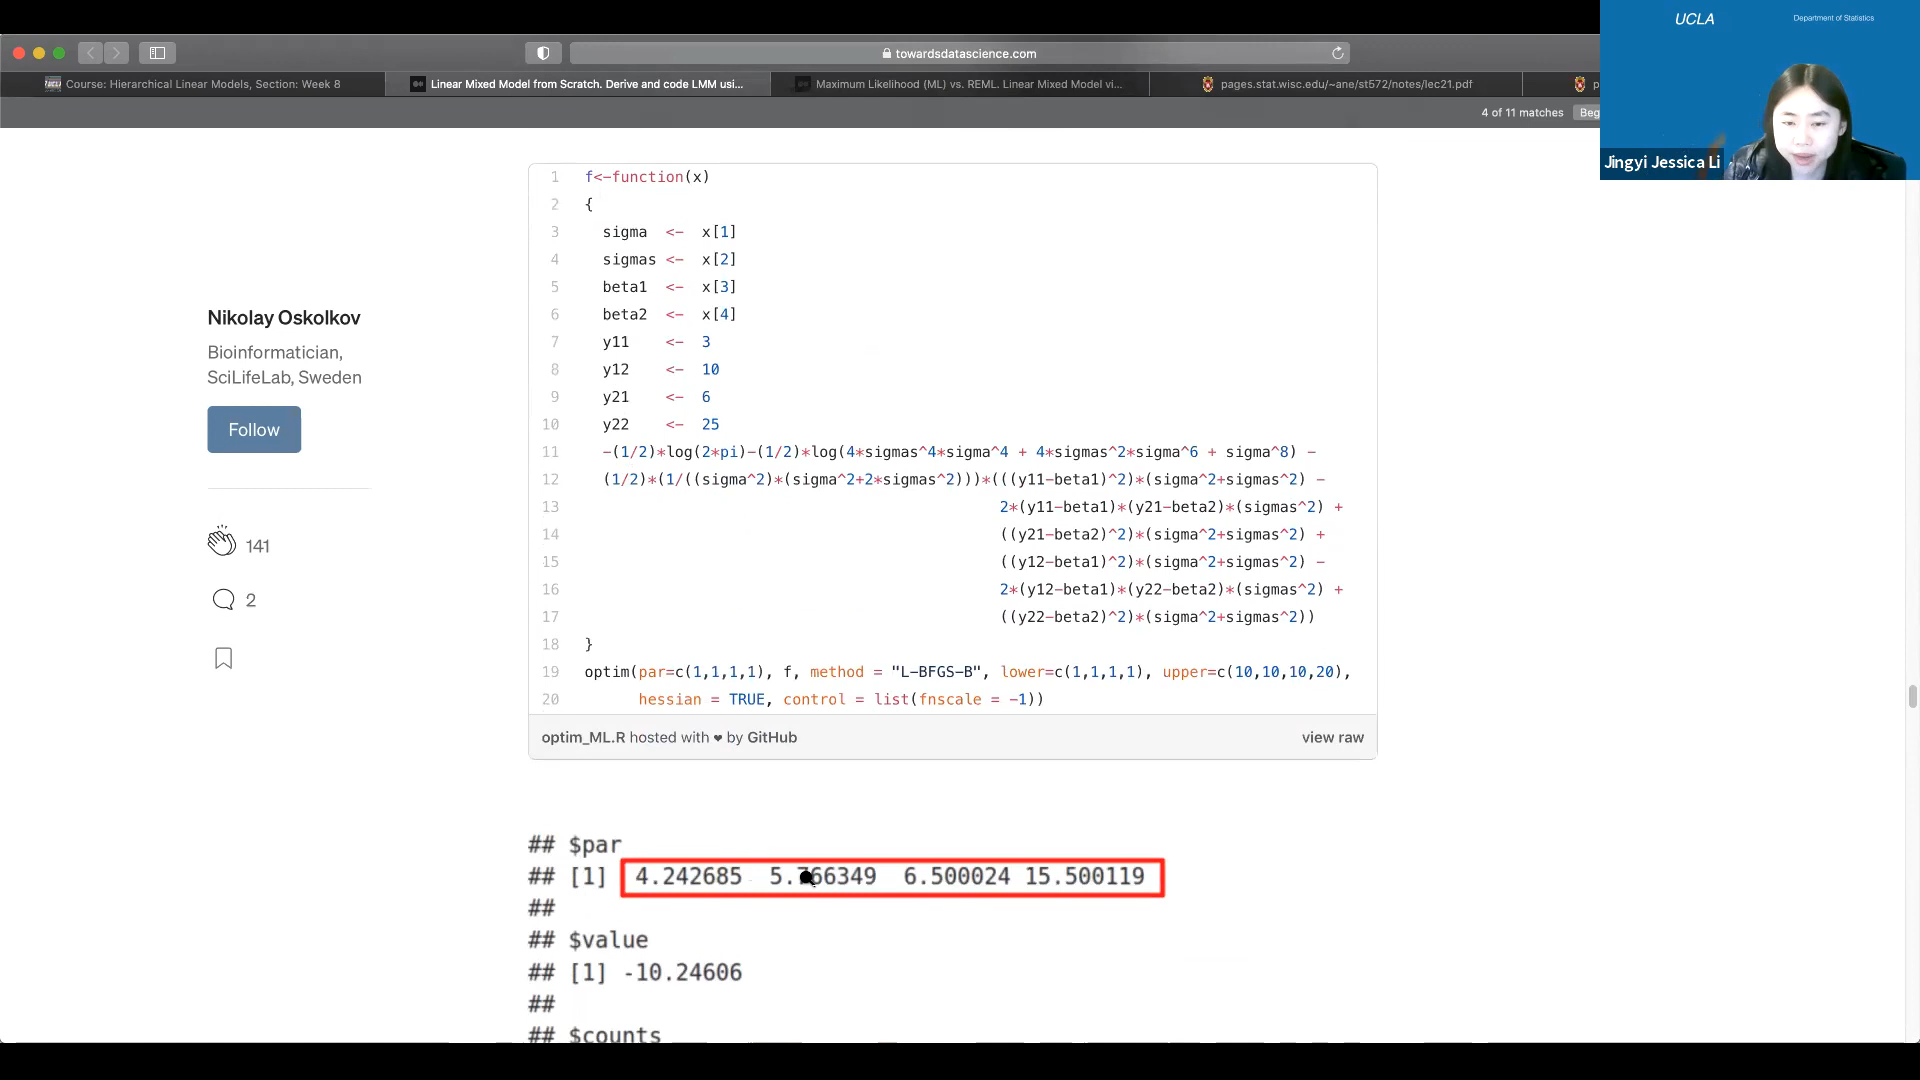 UCLA
Department of Statistics
Jingyi Jessica Li
towardsdatascience.com
Course: Hierarchical Linear Models, Section: Week 8
Linear Mixed Model from Scratch. Derive and code LMM usi...
Maximum Likelihood (ML) vs. REML. Linear Mixed Model vi...
pages.stat.wisc.edu/~ane/st572/notes/lec21.pdf
4 of 11 matches
Nikolay Oskolkov
Bioinformatician,
SciLifeLab, Sweden
Follow
141
2
1 f<-function(x)
2 {
3 sigma <- x[1]
4 sigmas <- x[2]
5 beta1 <- x[3]
6 beta2 <- x[4]
7 y11 <- 3
8 y12 <- 10
9 y21 <- 6
10 y22 <- 25
11 -(1/2)*log(2*pi)-(1/2)*log(4*sigmas^4*sigma^4 + 4*sigmas^2*sigma^6 + sigma^8) -
12 (1/2)*(1/((sigma^2)*(sigma^2+2*sigmas^2)))*(((y11-beta1)^2)*(sigma^2+sigmas^2) -
13 2*(y11-beta1)*(y21-beta2)*(sigmas^2) +
14 ((y21-beta2)^2)*(sigma^2+sigmas^2) +
15 ((y12-beta1)^2)*(sigma^2+sigmas^2) -
16 2*(y12-beta1)*(y22-beta2)*(sigmas^2) +
17 ((y22-beta2)^2)*(sigma^2+sigmas^2))
18 }
19 optim(par=c(1,1,1,1), f, method = "L-BFGS-B", lower=c(1,1,1,1), upper=c(10,10,10,20),
20 hessian = TRUE, control = list(fnscale = -1))
optim_ML.R hosted with ❤ by GitHub
view raw
## $par
## [1] 4.242685 5.766349 6.500024 15.500119
##
## $value
## [1] -10.24606
##
## $counts